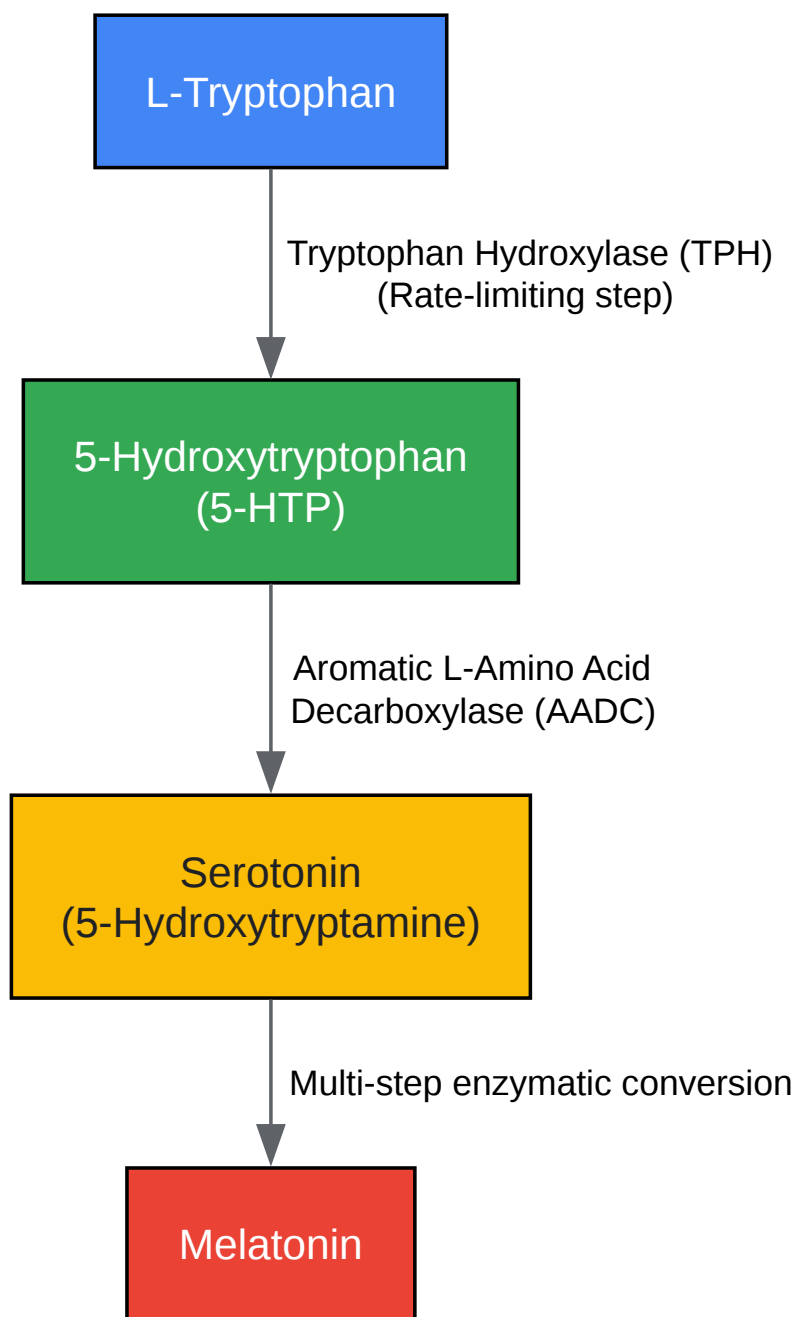 L-Tryptophan
Tryptophan Hydroxylase (TPH)
(Rate-limiting step)
5-Hydroxytryptophan
(5-HTP)
Aromatic L-Amino Acid
Decarboxylase (AADC)
Serotonin
(5-Hydroxytryptamine)
Multi-step enzymatic conversion
Melatonin